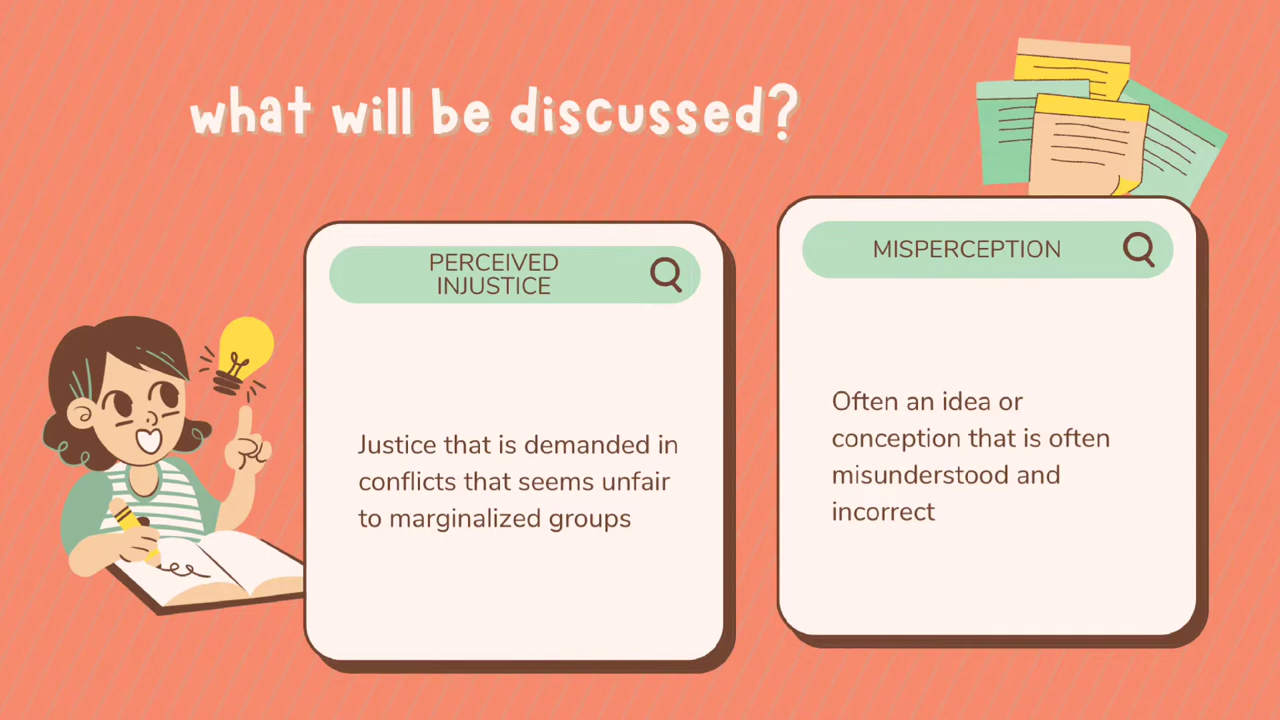 what will be discussed?
PERCEIVED
INJUSTICE
Justice that is demanded in
conflicts that seems unfair
to marginalized groups
MISPERCEPTION
Often an idea or
conception that is often
misunderstood and
incorrect